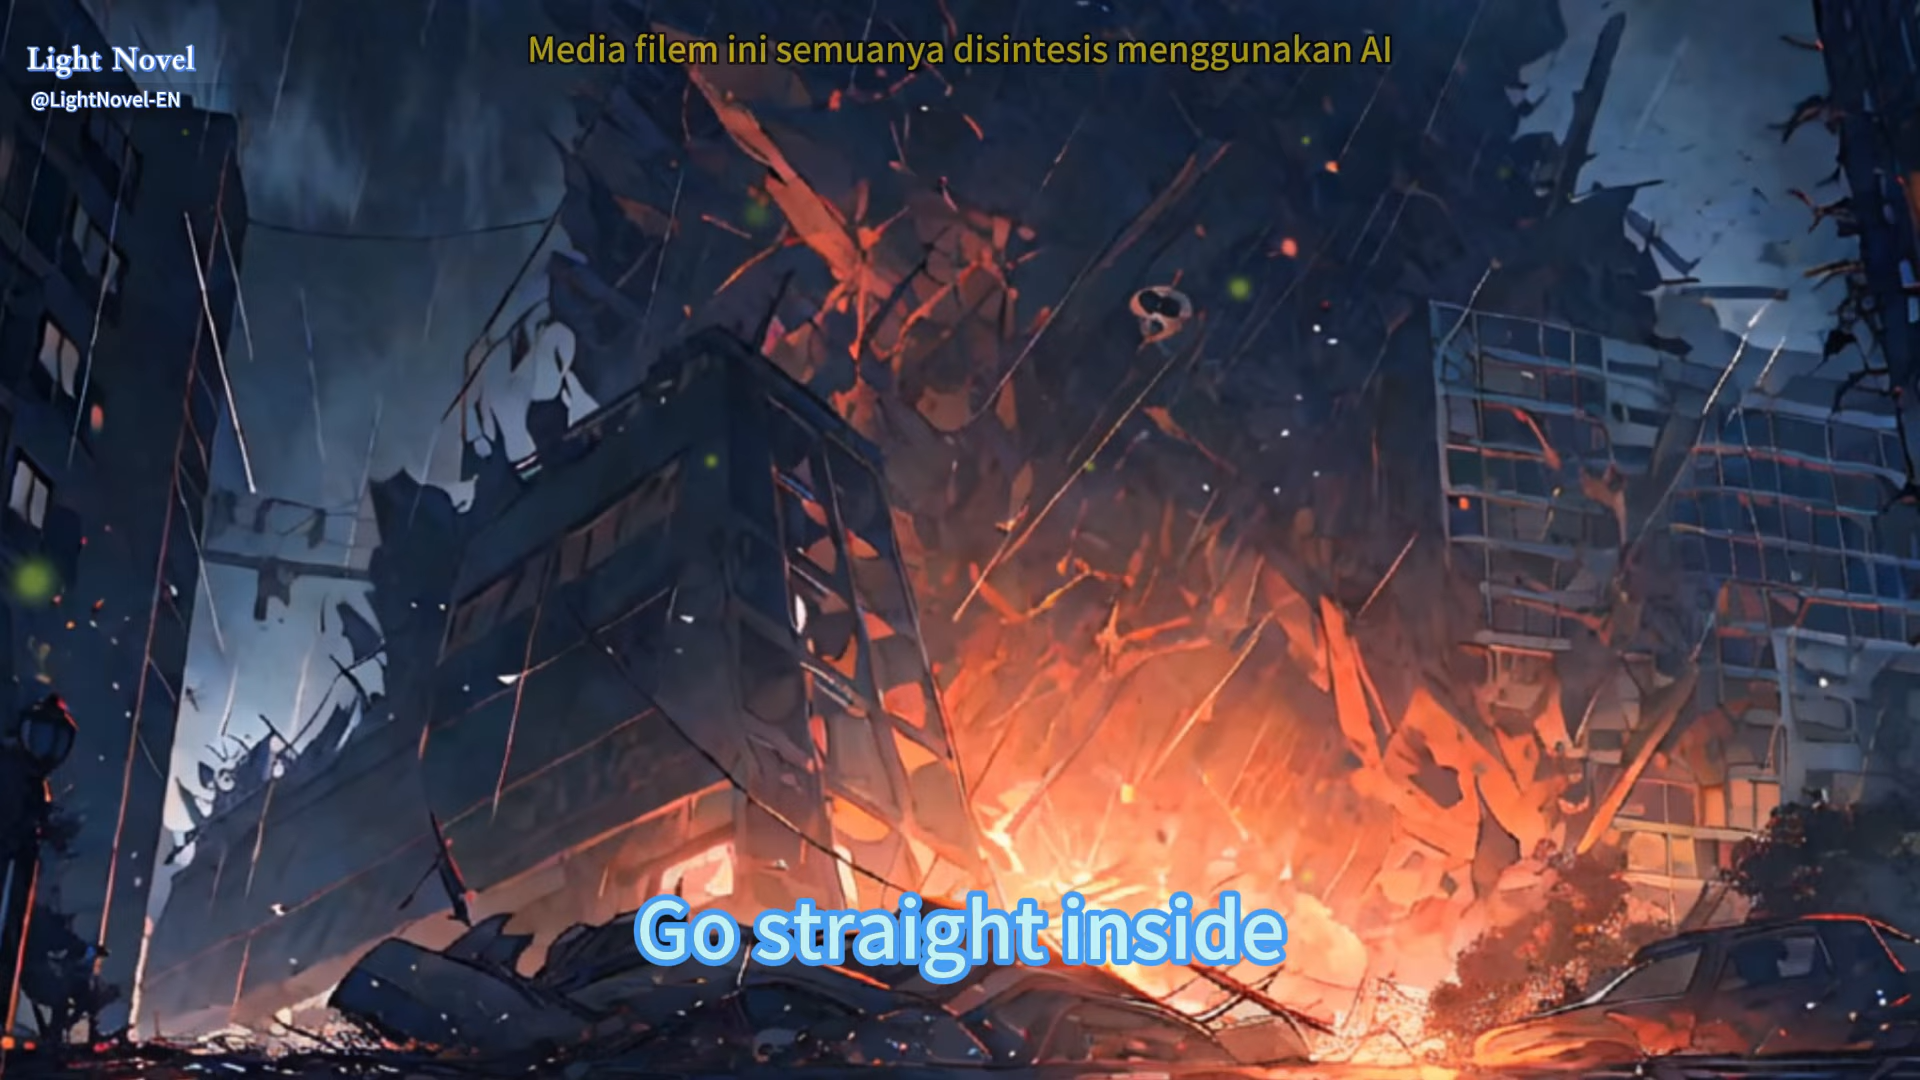 Light Novel
@LightNovel-EN
Media filem ini semuanya disintesis menggunakan AI
Go straight inside